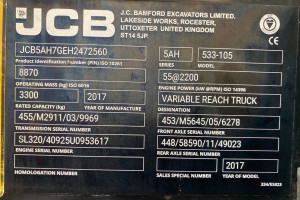 JCB
J.C. BAMFORD EXCAVATORS LIMITED,
LAKESIDE WORKS, ROCESTER,
UTTOXETER UNITED KINGDOM
ST14 5JP.
JCB5AH7GEH2472560
Product Identification Number (PIN) ISO 10261
5AH 533-105
SERIES MODEL
8870
OPERATING MASS (kg) ISO 6016
55@2200
ENGINE POWER (kW @RPM) ISO 14396
3300 2017
RATED CAPACITY (kg) YEAR OF MANUFACTURE
VARIABLE REACH TRUCK
DESCRIPTION
455/M2911/03/9969
TRANSMISSION SERIAL NUMBER
453/M5645/05/6278
FRONT AXLE SERIAL NUMBER
SL320/40925U0953617
ENGINE SERIAL NUMBER
448/58590/11/49023
REAR AXLE SERIAL NUMBER
HOMOLOGATION NUMBER
2017
SALES SPECIAL NUMBER YEAR OF MODEL